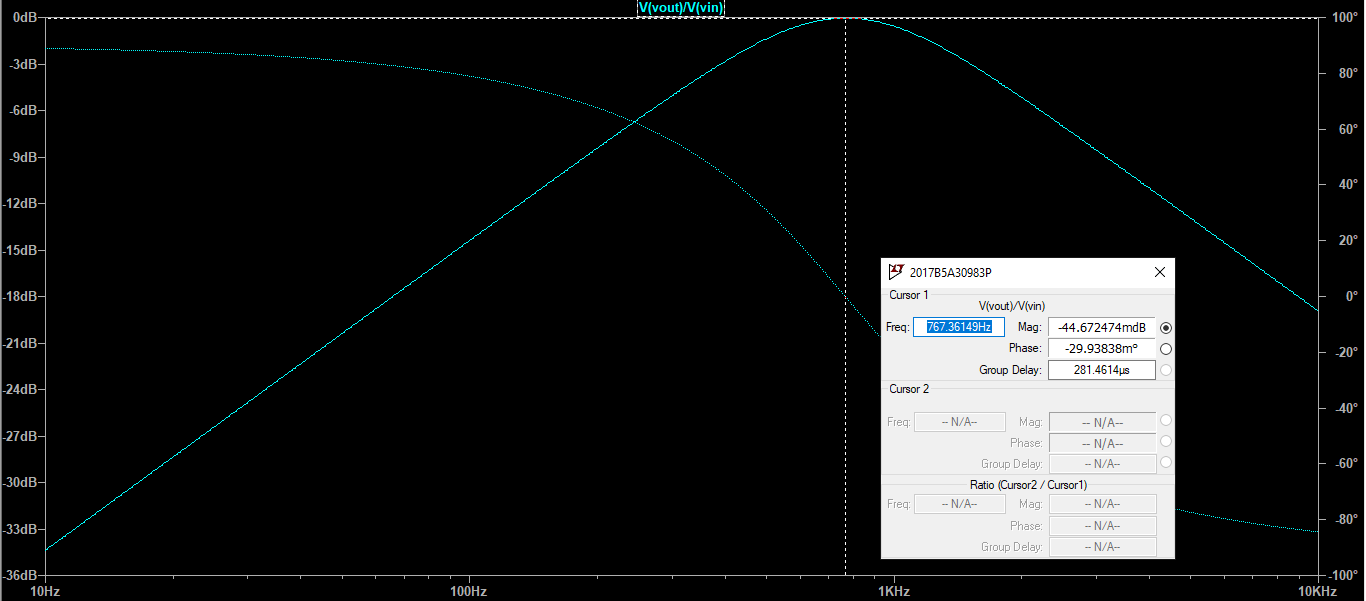 V(vout)/V(vin)
0dB
-3dB
-6dB
-9dB
-12dB
-15dB
-18dB
-21dB
-24dB
-27dB
-30dB
-33dB
-36dB
100°
80°
60°
40°
20°
0°
-20°
-40°
-60°
-80°
-100°
10Hz 100Hz 1KHz 10KHz
2017B5A30983P
Cursor 1
V(vout)/V(vin)
Freq: 767.36149Hz Mag: -44.672474mdB
Phase: -29.93838m°
Group Delay: 281.4614µs
Cursor 2
Freq: -- N/A-- Mag: -- N/A--
Phase: -- N/A--
Group Delay: -- N/A--
Ratio (Cursor2 / Cursor1)
Freq: -- N/A-- Mag: -- N/A--
Phase: -- N/A--
Group Delay: -- N/A--